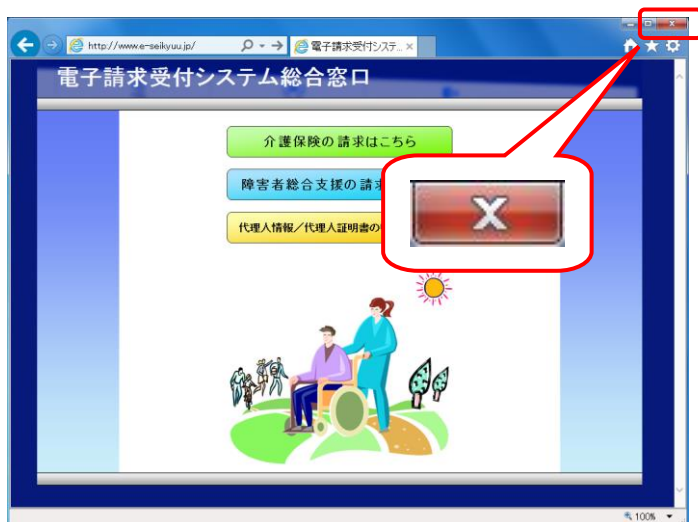 http://www.e-seikyuu.jp/
電子請求受付システ...
電子請求受付システム総合窓口
介護保険の請求はこちら
障害者総合支援の請求
代理人情報/代理人証明書の
X
100%